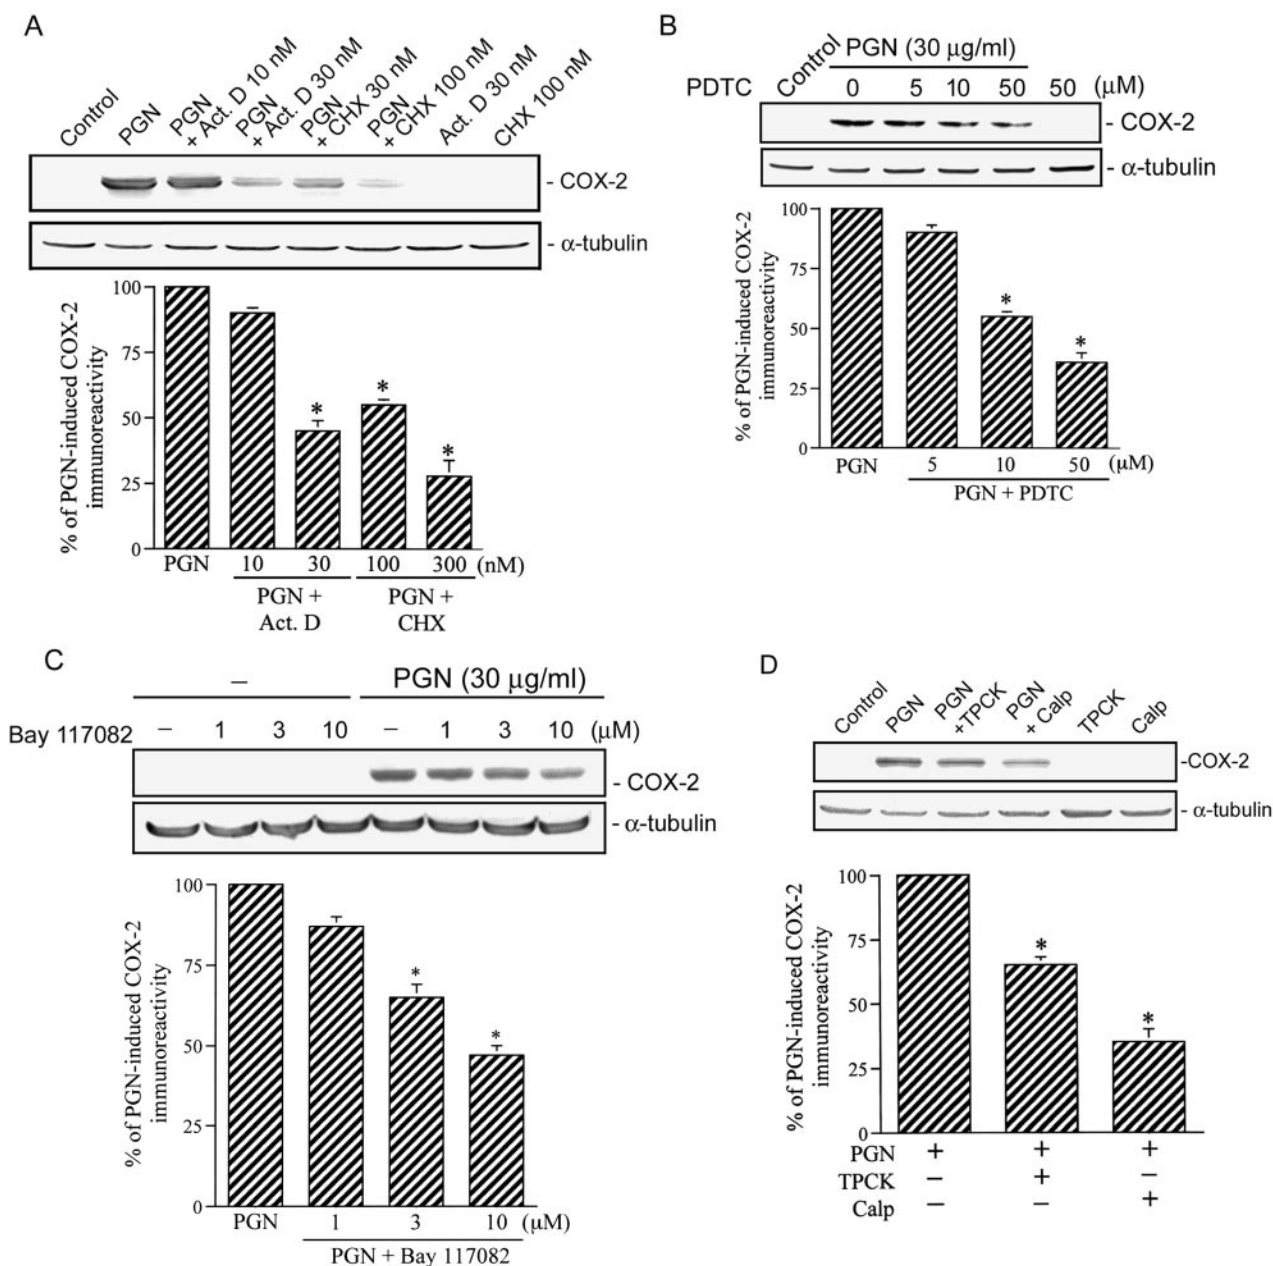 A
Control
PGN
PGN
+ Act. D 10 nM
PGN
+ Act. D 30 nM
PGN
+ CHX 30 nM
PGN
+ CHX 100 nM
Act. D 30 nM
CHX 100 nM
- COX-2
- α-tubulin
% of PGN-induced COX-2
immunoreactivity
100
75
50
25
0
*
*
*
PGN
10
30
100
300
(nM)
PGN +
Act. D
PGN +
CHX
B
Control
PGN (30 μg/ml)
PDTC
0
5
10
50
50
(μM)
- COX-2
- α-tubulin
% of PGN-induced COX-2
immunoreactivity
100
75
50
25
0
*
*
PGN
5
10
50
(μM)
PGN + PDTC
C
–
PGN (30 μg/ml)
Bay 117082
–
1
3
10
–
1
3
10
(μM)
- COX-2
- α-tubulin
% of PGN-induced COX-2
immunoreactivity
100
75
50
25
0
*
*
PGN
1
3
10
(μM)
PGN + Bay 117082
D
Control
PGN
PGN
+TPCK
PGN
+ Calp
TPCK
Calp
-COX-2
- α-tubulin
% of PGN-induced COX-2
immunoreactivity
100
75
50
25
0
*
*
PGN + + +
TPCK – + –
Calp – – +